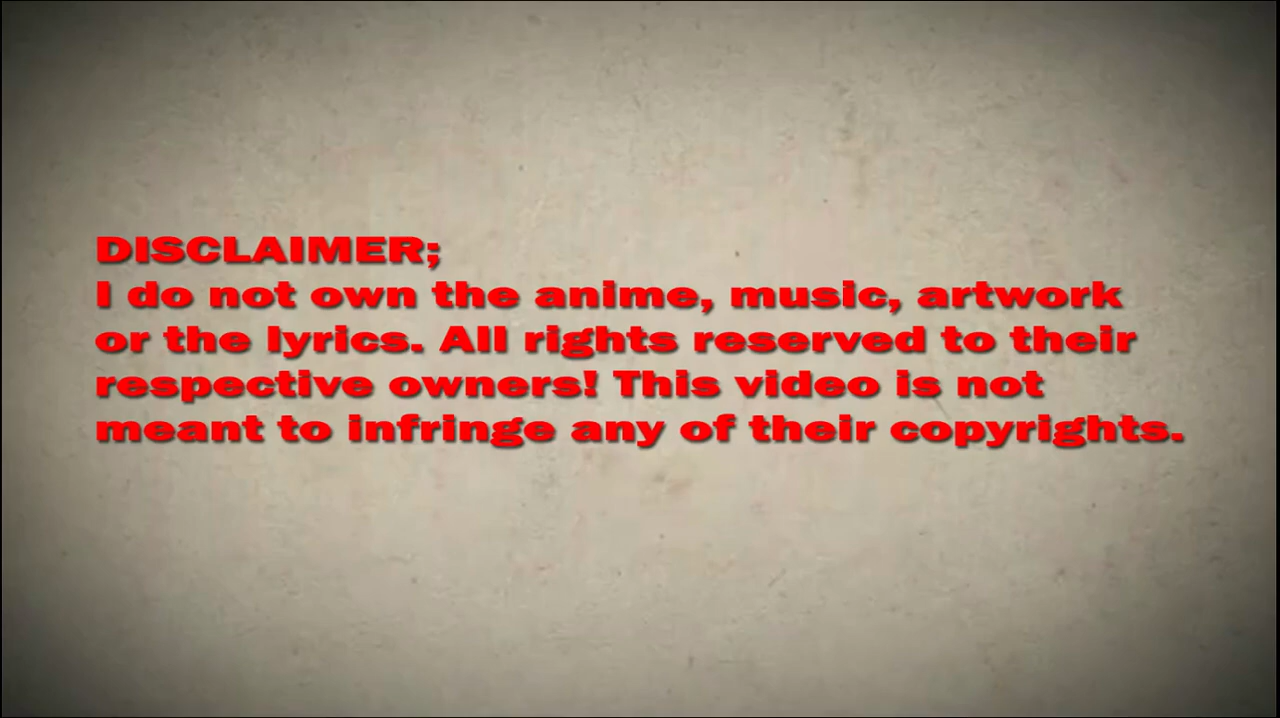 DISCLAIMER;
I do not own the anime, music, artwork
or the lyrics. All rights reserved to their
respective owners! This video is not
meant to infringe any of their copyrights.